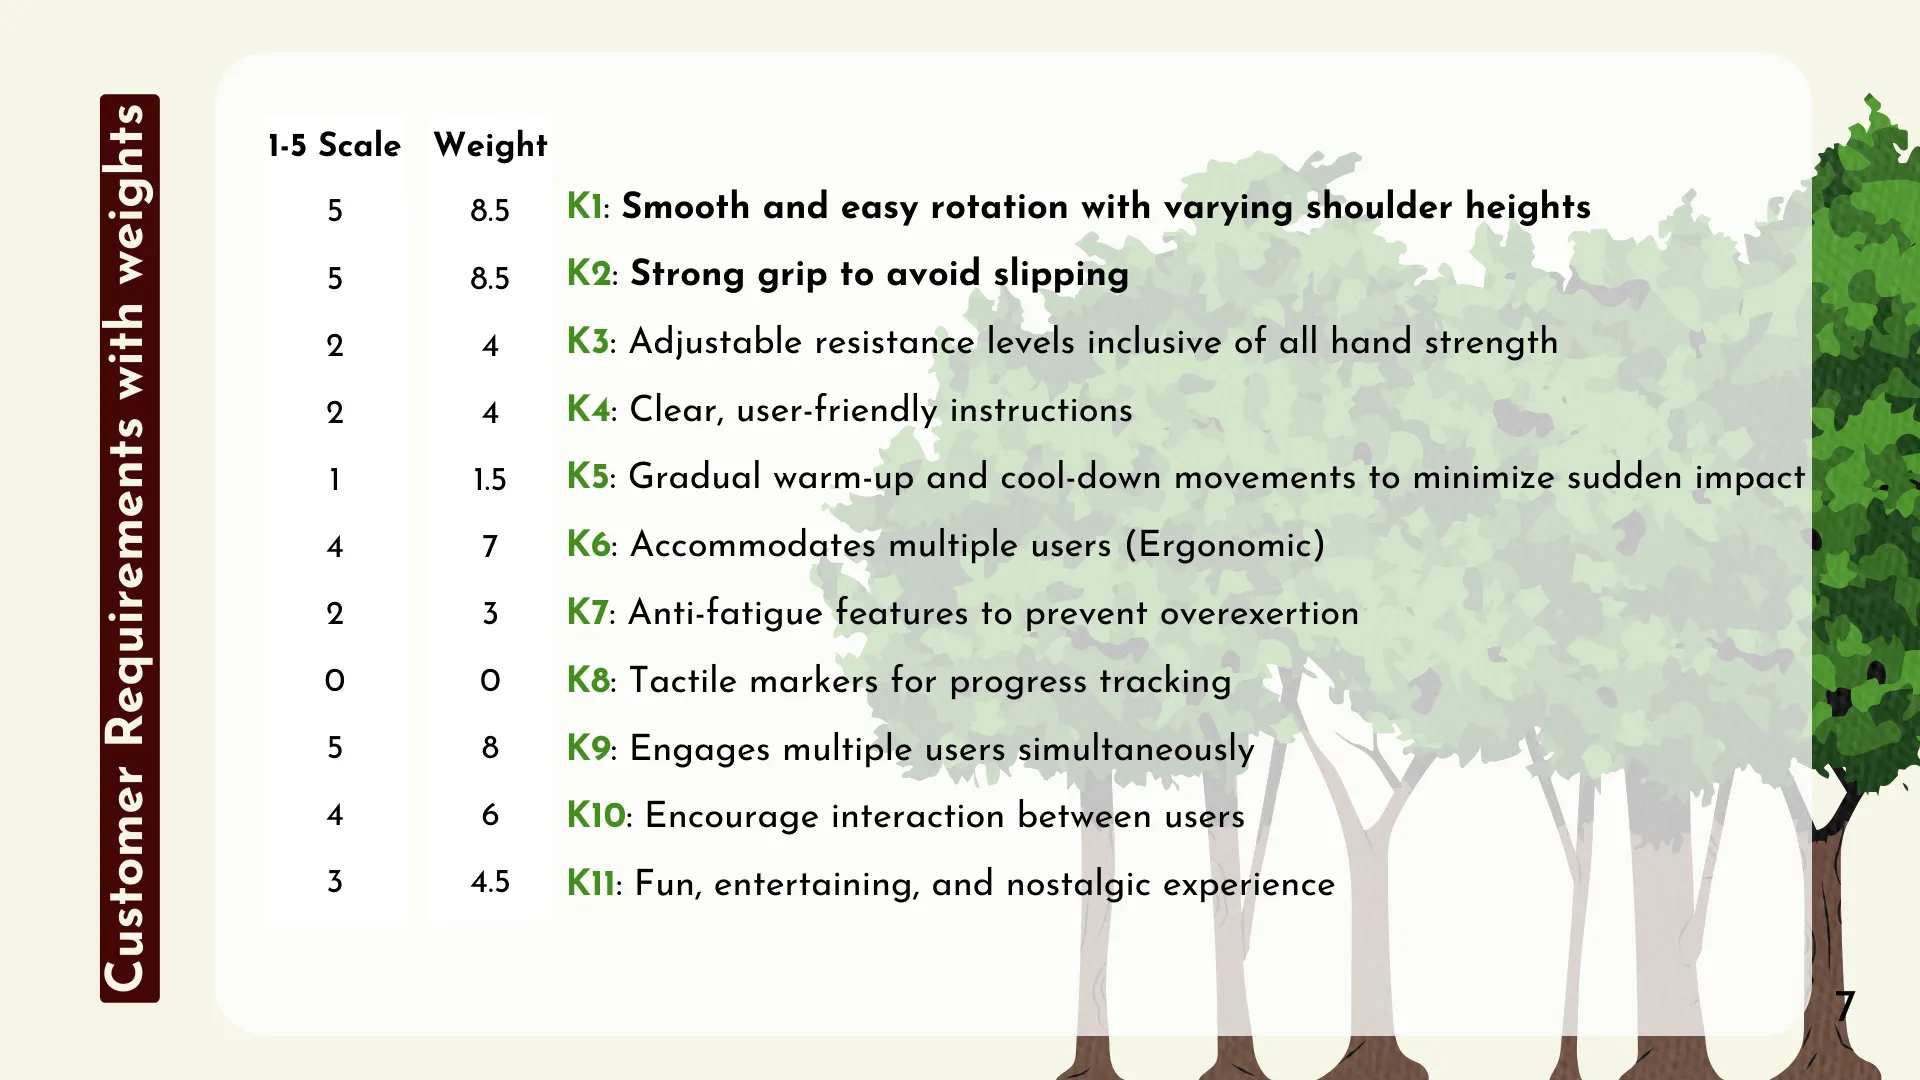 Customer Requirements with weights
1-5 Scale Weight
5 8.5 K1: Smooth and easy rotation with varying shoulder heights
5 8.5 K2: Strong grip to avoid slipping
2 4 K3: Adjustable resistance levels inclusive of all hand strength
2 4 K4: Clear, user-friendly instructions
1 1.5 K5: Gradual warm-up and cool-down movements to minimize sudden impact
4 7 K6: Accommodates multiple users (Ergonomic)
2 3 K7: Anti-fatigue features to prevent overexertion
0 0 K8: Tactile markers for progress tracking
5 8 K9: Engages multiple users simultaneously
4 6 K10: Encourage interaction between users
3 4.5 K11: Fun, entertaining, and nostalgic experience
7